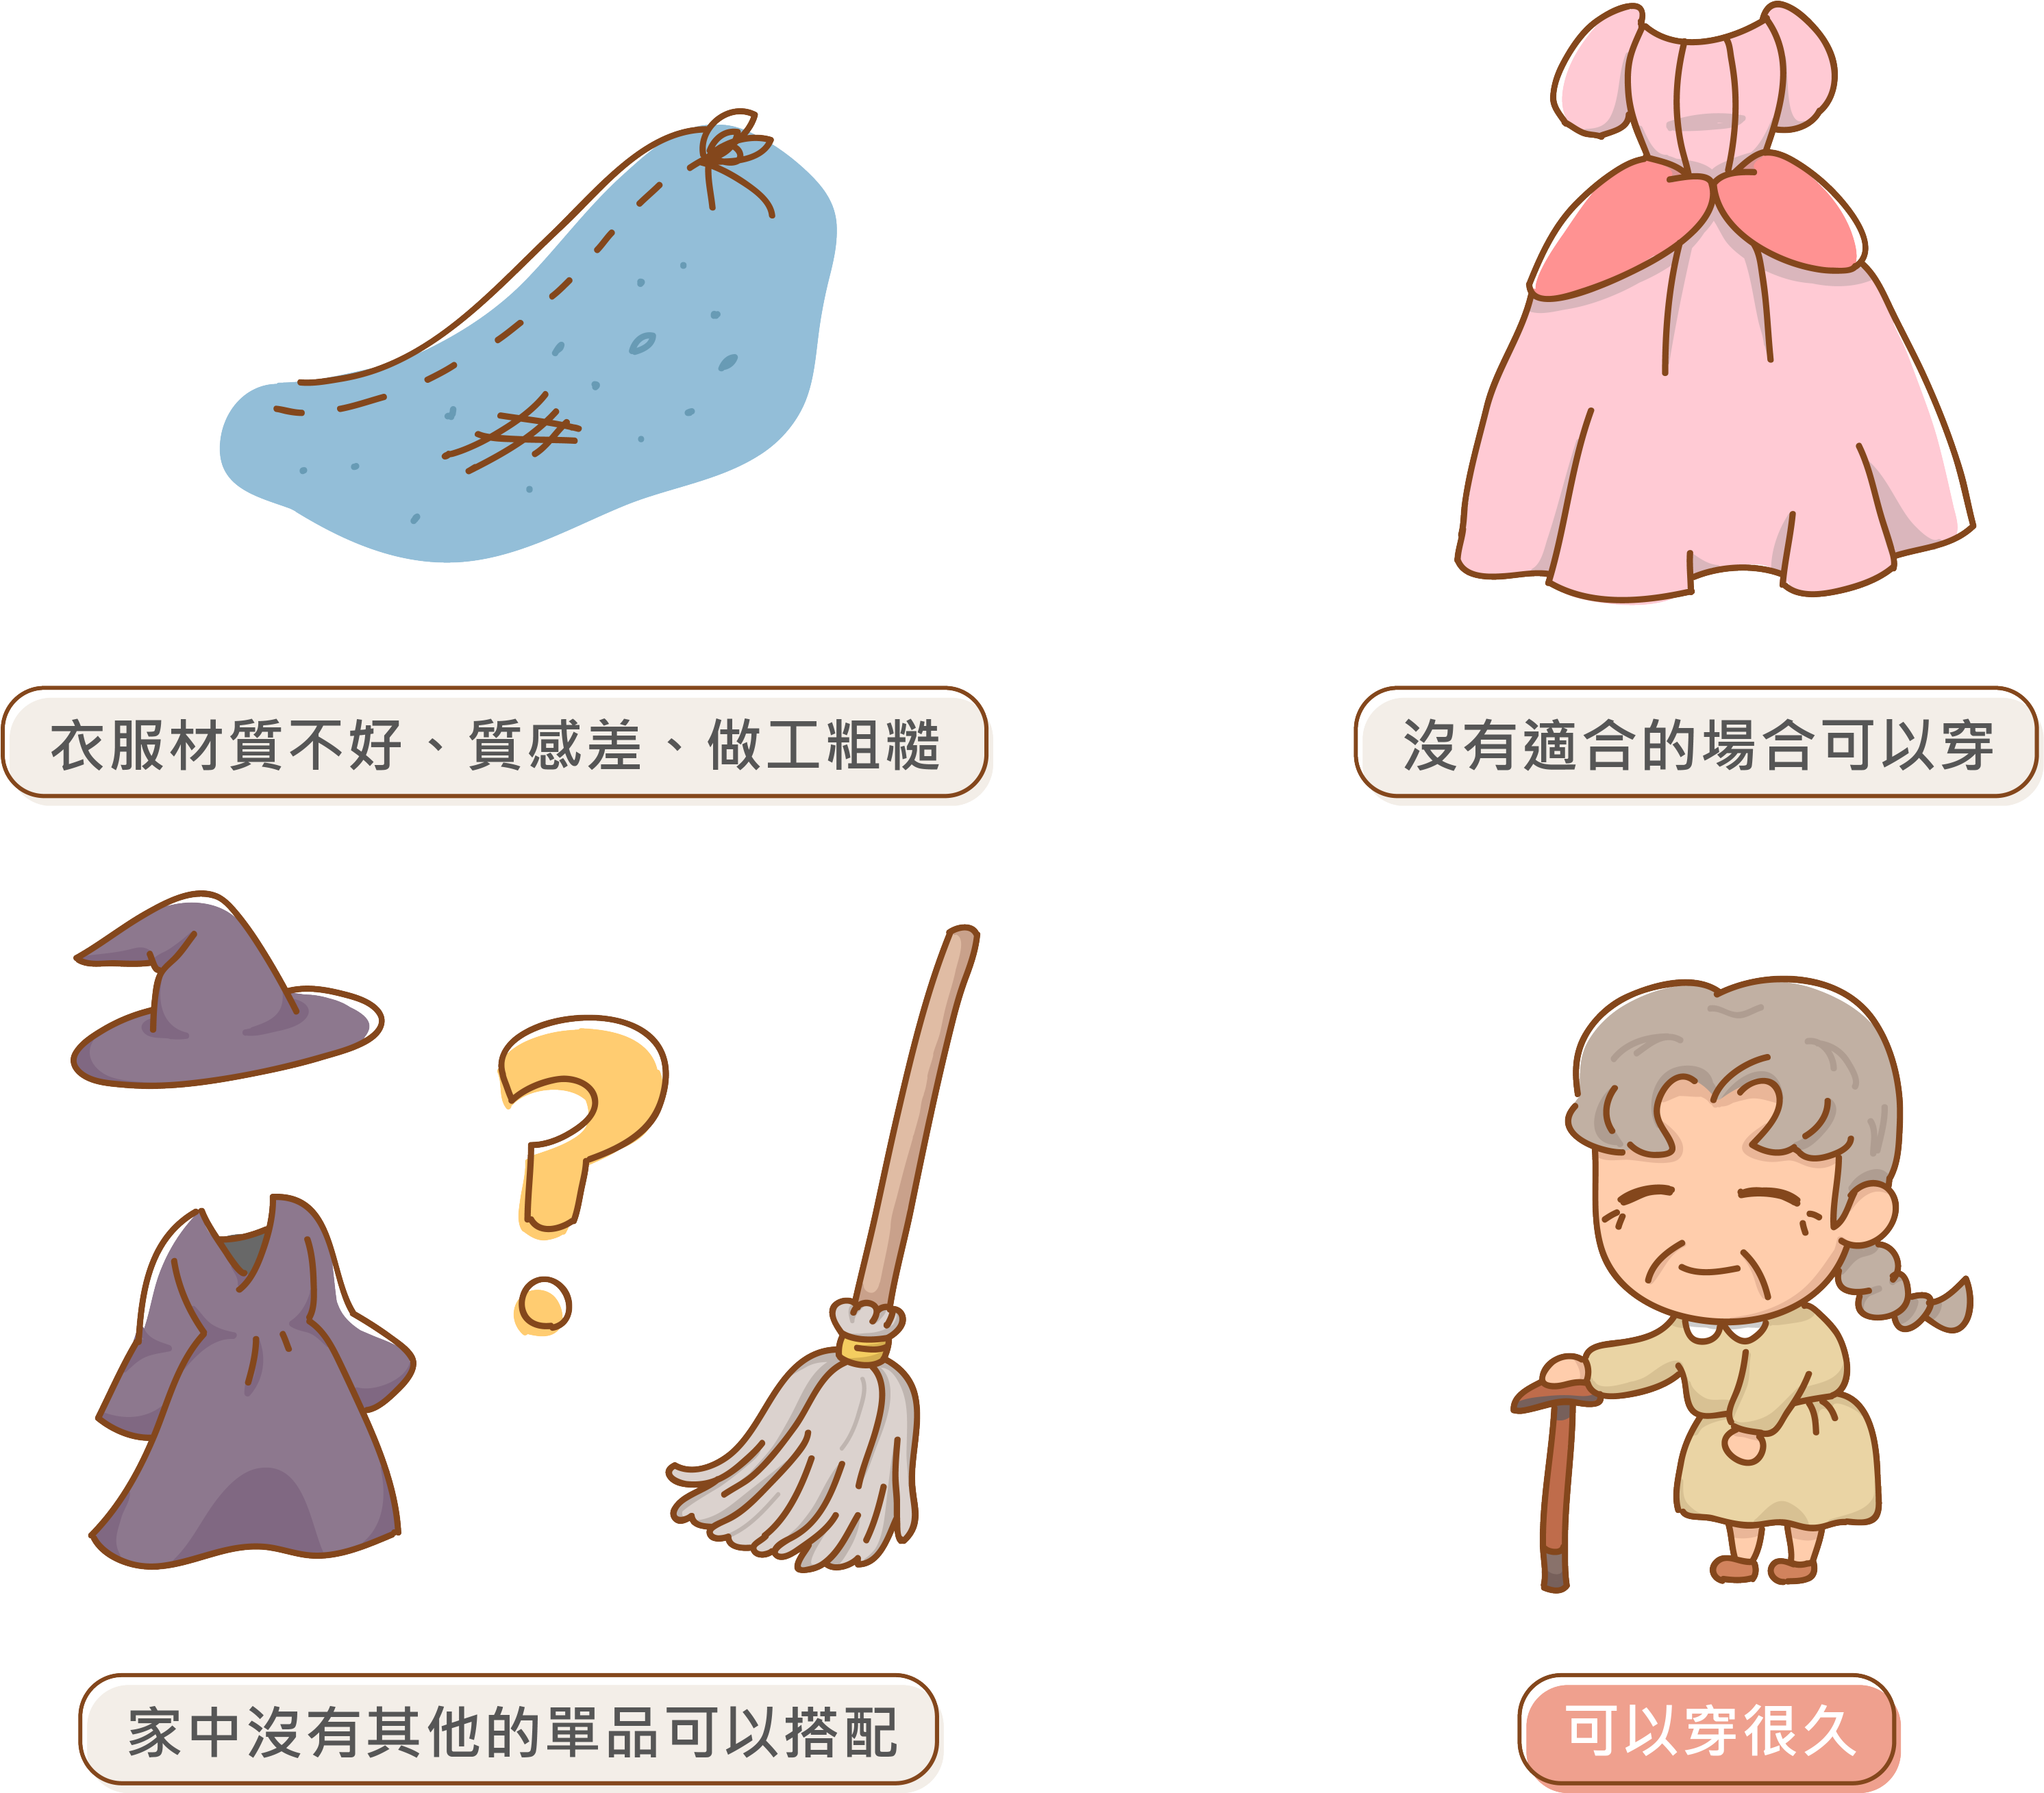 衣服材質不好、質感差、做工粗糙
沒有適合的場合可以穿
家中沒有其他的單品可以搭配
可以穿很久